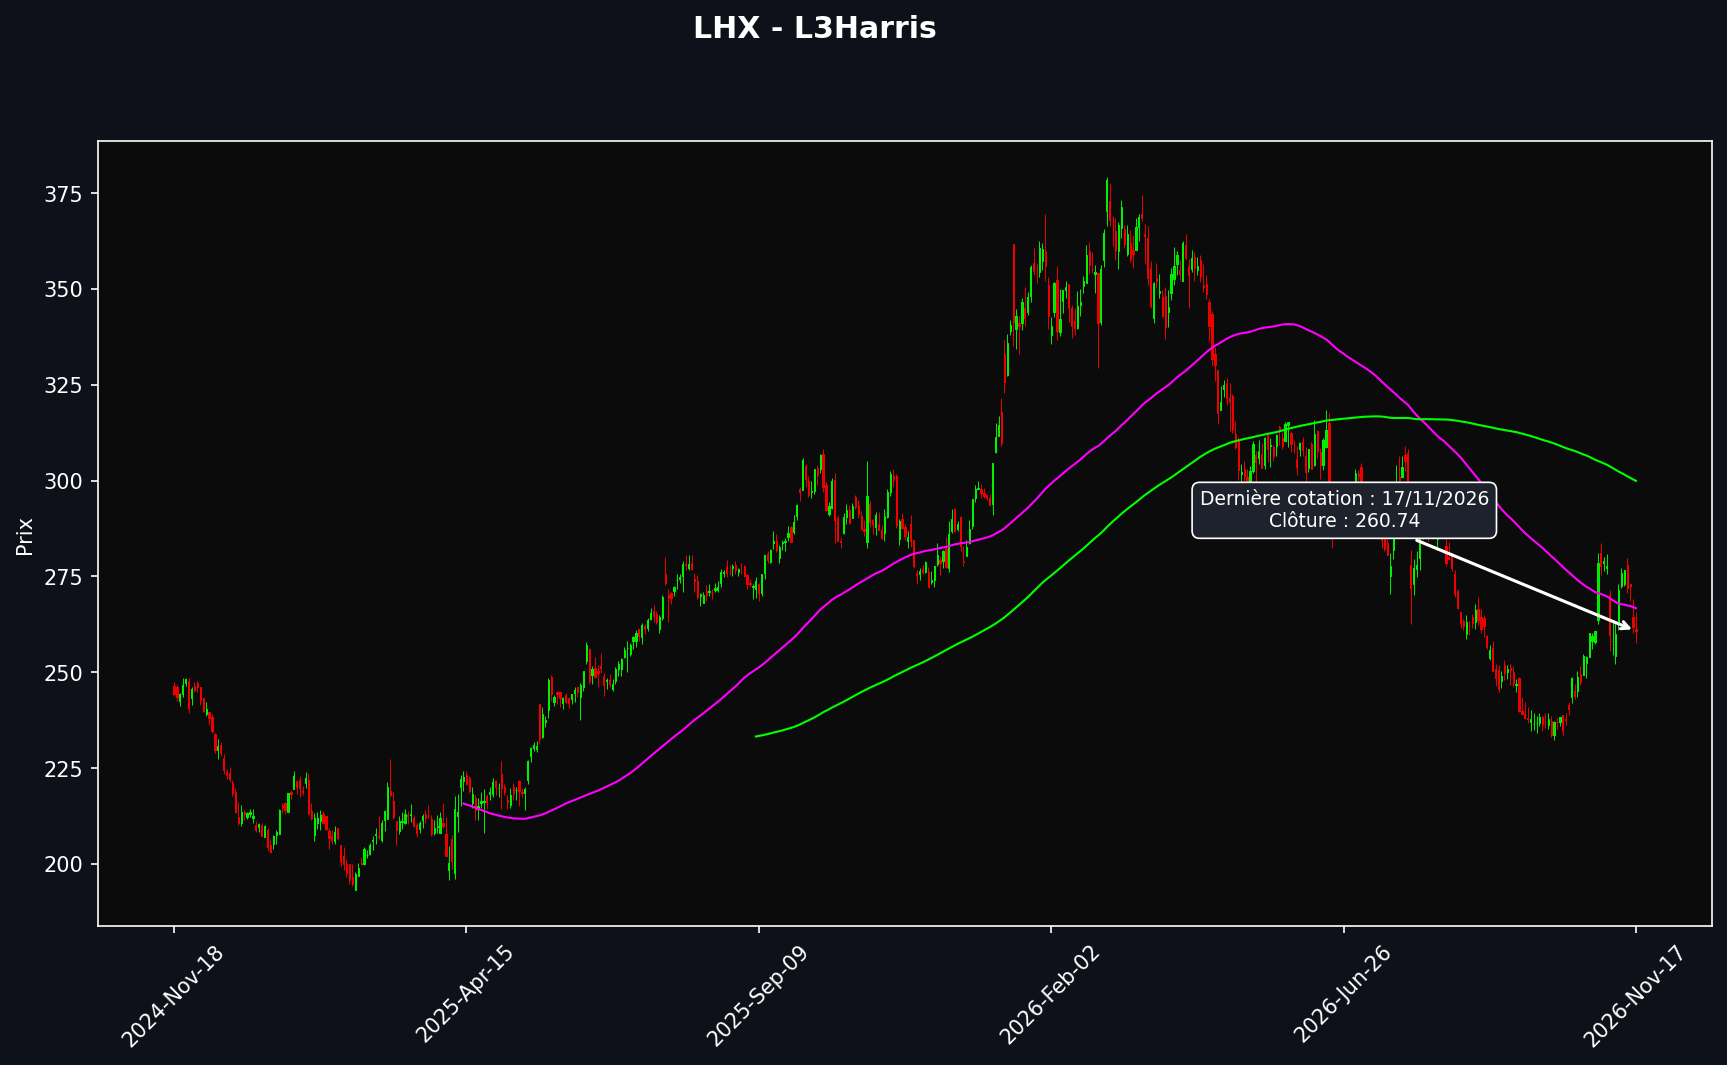 LHX - L3Harris
Prix
375
350
325
300
275
250
225
200
Dernière cotation : 17/11/2026
Clôture : 260.74
2024-Nov-18
2025-Apr-15
2025-Sep-09
2026-Feb-02
2026-Jun-26
2026-Nov-17